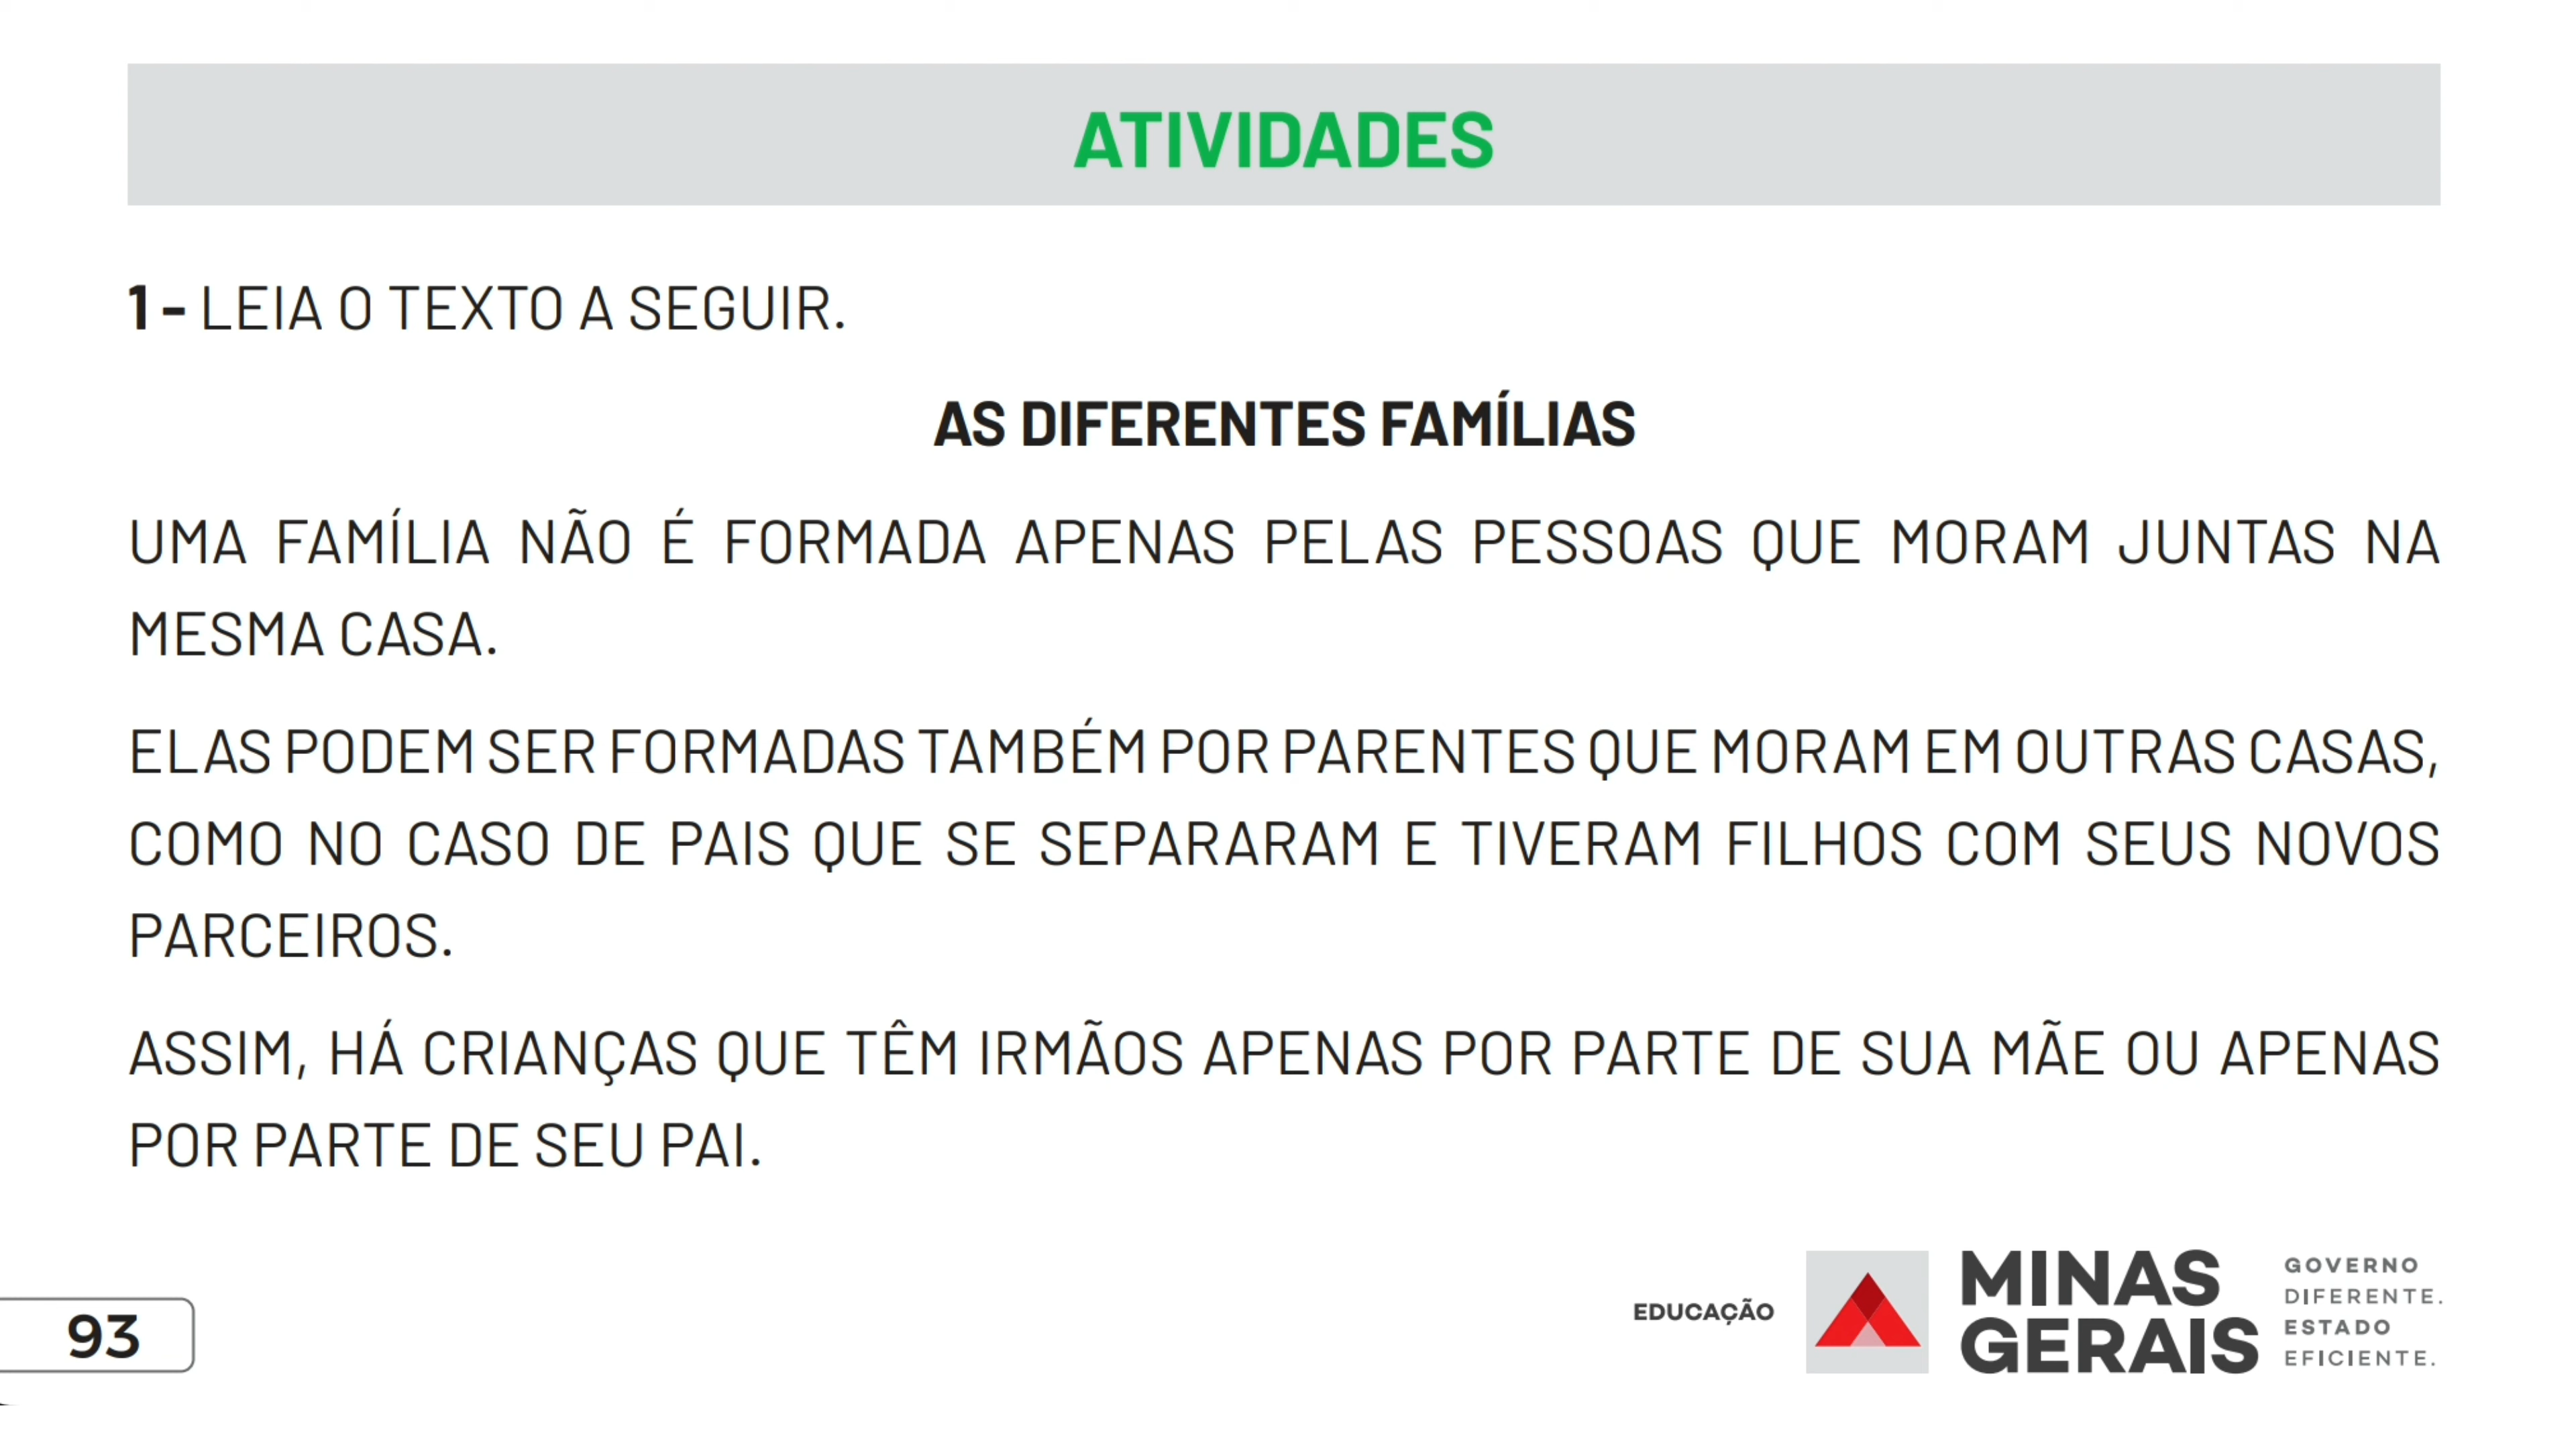 ATIVIDADES
1 - LEIA O TEXTO A SEGUIR.
AS DIFERENTES FAMÍLIAS
UMA FAMÍLIA NÃO É FORMADA APENAS PELAS PESSOAS QUE MORAM JUNTAS NA
MESMA CASA.
ELAS PODEM SER FORMADAS TAMBÉM POR PARENTES QUE MORAM EM OUTRAS CASAS,
COMO NO CASO DE PAIS QUE SE SEPARARAM E TIVERAM FILHOS COM SEUS NOVOS
PARCEIROS.
ASSIM, HÁ CRIANÇAS QUE TÊM IRMÃOS APENAS POR PARTE DE SUA MÃE OU APENAS
POR PARTE DE SEU PAI.
93
EDUCAÇÃO
MINAS
GERAIS
GOVERNO
DIFERENTE.
ESTADO
EFICIENTE.